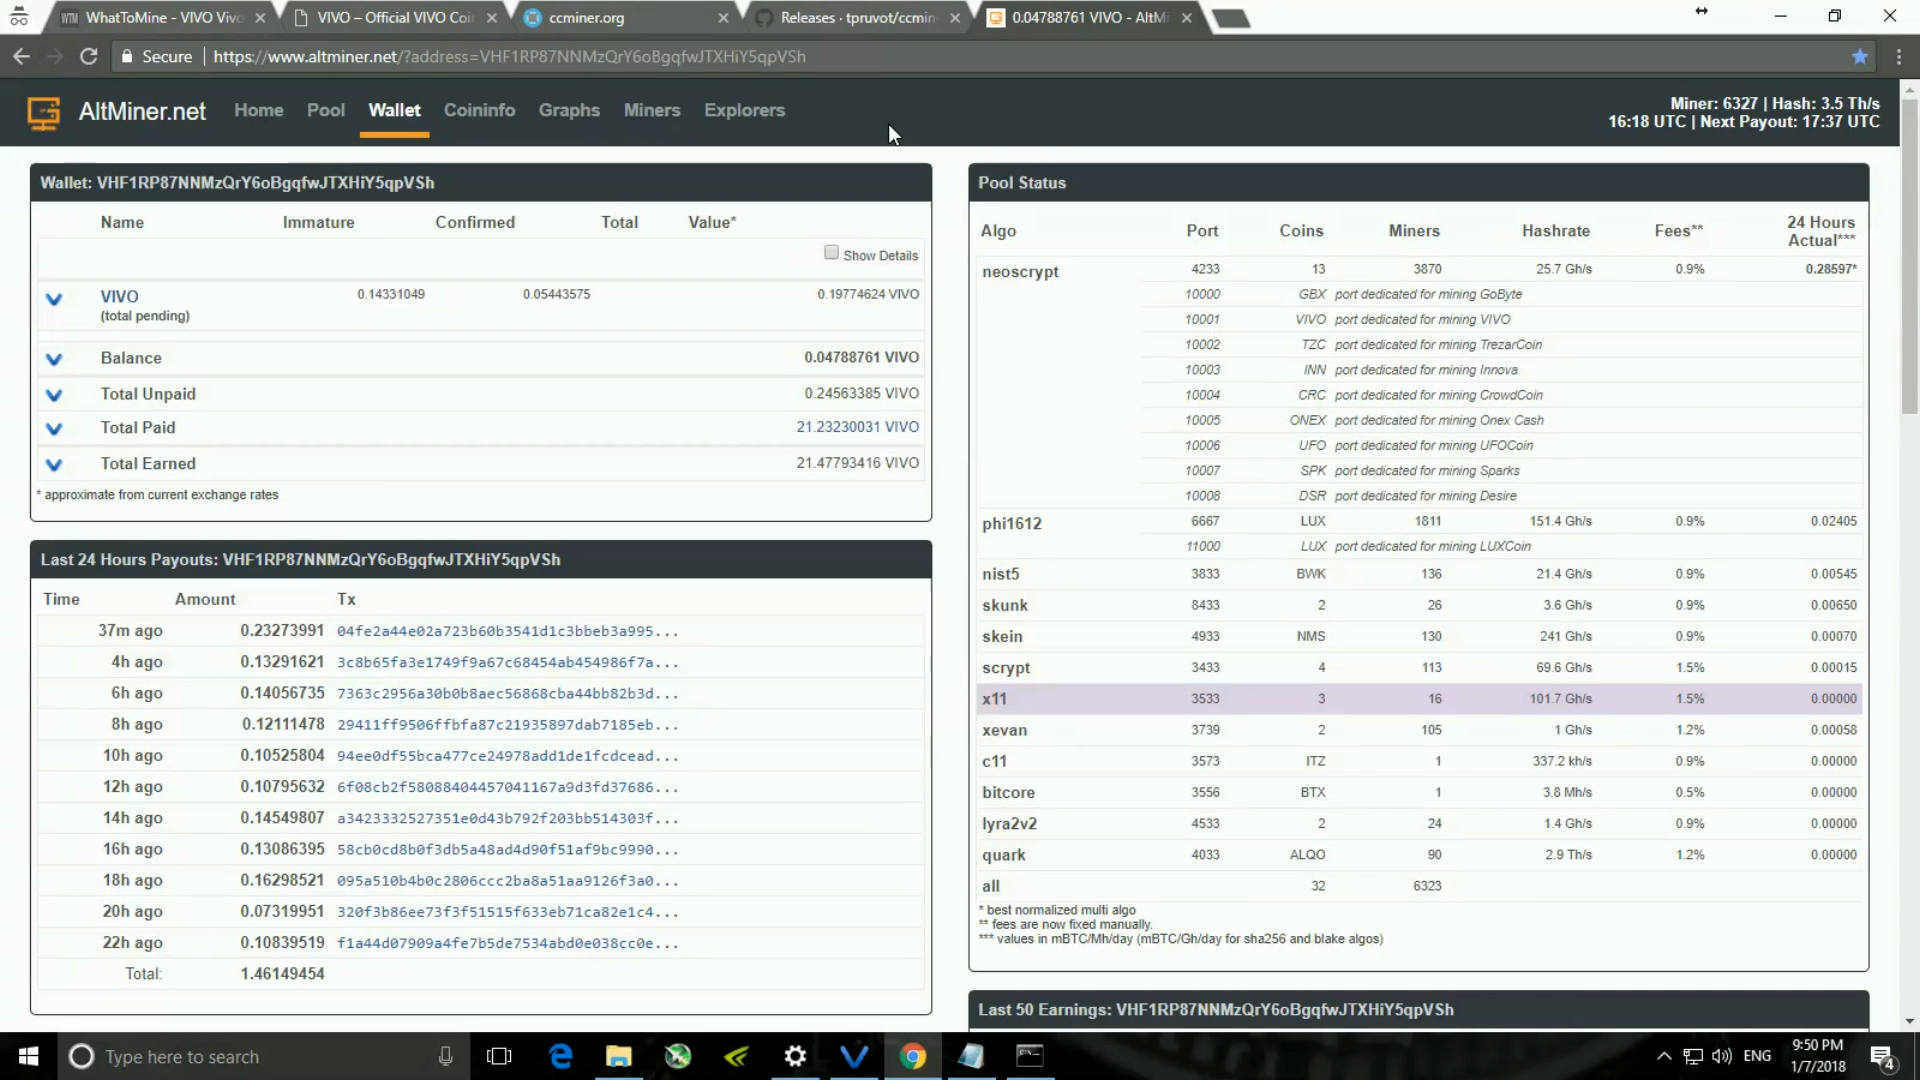 WhatToMine - VIVO Vivo
VIVO – Official VIVO Coi
ccminer.org
Releases · tpruvot/ccmin
0.04788761 VIVO - AltMi
Secure | https://www.altminer.net/?address=VHF1RP87NNMzQrY6oBgqfwJTXHiY5qpVSh
AltMiner.net Home Pool Wallet Coininfo Graphs Miners Explorers
Miner: 6327 | Hash: 3.5 Th/s
16:18 UTC | Next Payout: 17:37 UTC
Wallet: VHF1RP87NNMzQrY6oBgqfwJTXHiY5qpVSh
Name Immature Confirmed Total Value*
Show Details
VIVO 0.14331049 0.05443575 0.19774624 VIVO
(total pending)
Balance 0.04788761 VIVO
Total Unpaid 0.24563385 VIVO
Total Paid 21.23230031 VIVO
Total Earned 21.47793416 VIVO
* approximate from current exchange rates
Last 24 Hours Payouts: VHF1RP87NNMzQrY6oBgqfwJTXHiY5qpVSh
Time Amount Tx
37m ago 0.23273991 04fe2a44e02a723b60b3541d1c3bbeb3a995...
4h ago 0.13291621 3c8b65fa3e1749f9a67c68454ab454986f7a...
6h ago 0.14056735 7363c2956a30b0b8aec56868cba44bb82b3d...
8h ago 0.12111478 29411ff9506ffbfa87c21935897dab7185eb...
10h ago 0.10525804 94ee0df55bca477ce24978add1de1fcdcead...
12h ago 0.10795632 6f08cb2f58088404457041167a9d3fd37686...
14h ago 0.14549807 a3423332527351e0d43b792f203bb514303f...
16h ago 0.13086395 58cb0cd8b0f3db5a48ad4d90f51af9bc9990...
18h ago 0.16298521 095a510b4b0c2806ccc2ba8a51aa9126f3a0...
20h ago 0.07319951 320f3b86ee73f3f51515f633eb71ca82e1c4...
22h ago 0.10839519 f1a44d07909a4fe7b5de7534abd0e038cc0e...
Total: 1.46149454
Pool Status
Algo Port Coins Miners Hashrate Fees** 24 Hours Actual***
neoscrypt 4233 13 3870 25.7 Gh/s 0.9% 0.28597*
10000 GBX port dedicated for mining GoByte
10001 VIVO port dedicated for mining VIVO
10002 TZC port dedicated for mining TrezarCoin
10003 INN port dedicated for mining Innova
10004 CRC port dedicated for mining CrowdCoin
10005 ONEX port dedicated for mining Onex Cash
10006 UFO port dedicated for mining UFOCoin
10007 SPK port dedicated for mining Sparks
10008 DSR port dedicated for mining Desire
phi1612 6667 LUX 1811 151.4 Gh/s 0.9% 0.02405
11000 LUX port dedicated for mining LUXCoin
nist5 3833 BWK 136 21.4 Gh/s 0.9% 0.00545
skunk 8433 2 26 3.6 Gh/s 0.9% 0.00650
skein 4933 NMS 130 241 Gh/s 0.9% 0.00070
scrypt 3433 4 113 69.6 Gh/s 1.5% 0.00015
x11 3533 3 16 101.7 Gh/s 1.5% 0.00000
xevan 3739 2 105 1 Gh/s 1.2% 0.00058
c11 3573 ITZ 1 337.2 kh/s 0.9% 0.00000
bitcore 3556 BTX 1 3.8 Mh/s 0.5% 0.00000
lyra2v2 4533 2 24 1.4 Gh/s 0.9% 0.00000
quark 4033 ALQO 90 2.9 Th/s 1.2% 0.00000
all 32 6323
* best normalized multi algo
** fees are now fixed manually.
*** values in mBTC/Mh/day (mBTC/Gh/day for sha256 and blake algos)
Last 50 Earnings: VHF1RP87NNMzQrY6oBgqfwJTXHiY5qpVSh
Type here to search
ENG
9:50 PM
1/7/2018
4